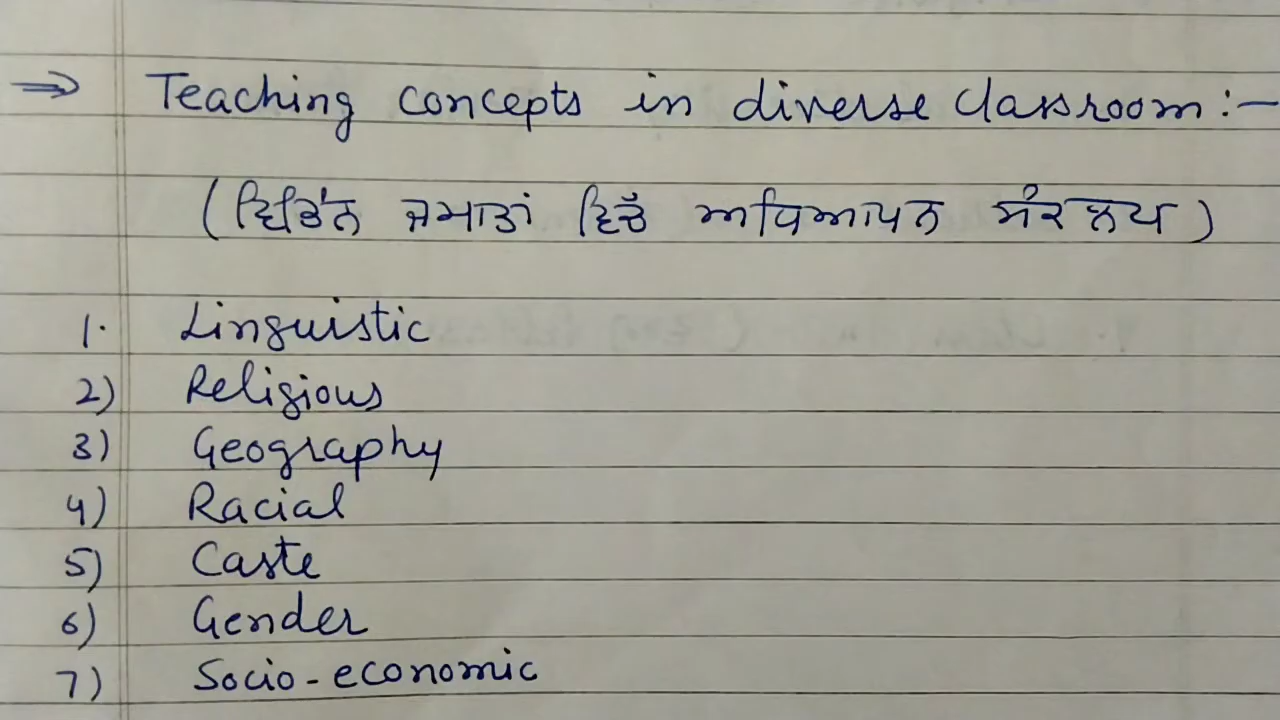 ⇒ Teaching concepts in diverse classroom :-
(ਵਿਭਿੰਨ ਜਮਾਤਾਂ ਵਿੱਚ ਅਧਿਆਪਨ ਸੰਕਲਪ)
1. Linguistic
2) Religious
3) Geography
4) Racial
5) Caste
6) Gender
7) Socio-economic